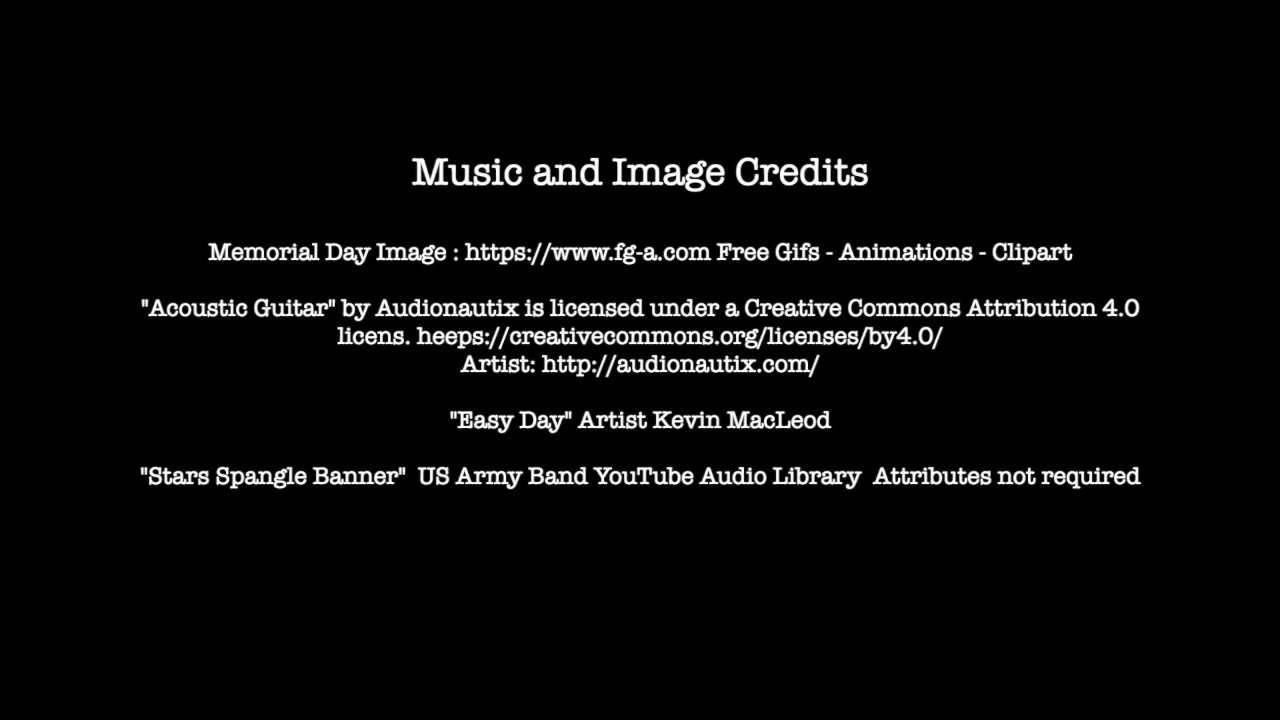 Music and Image Credits
Memorial Day Image : https://www.fg-a.com Free Gifs - Animations - Clipart
"Acoustic Guitar" by Audionautix is licensed under a Creative Commons Attribution 4.0
licens. heeps://creativecommons.org/licenses/by4.0/
Artist: http://audionautix.com/
"Easy Day" Artist Kevin MacLeod
"Stars Spangle Banner"  US Army Band YouTube Audio Library  Attributes not required